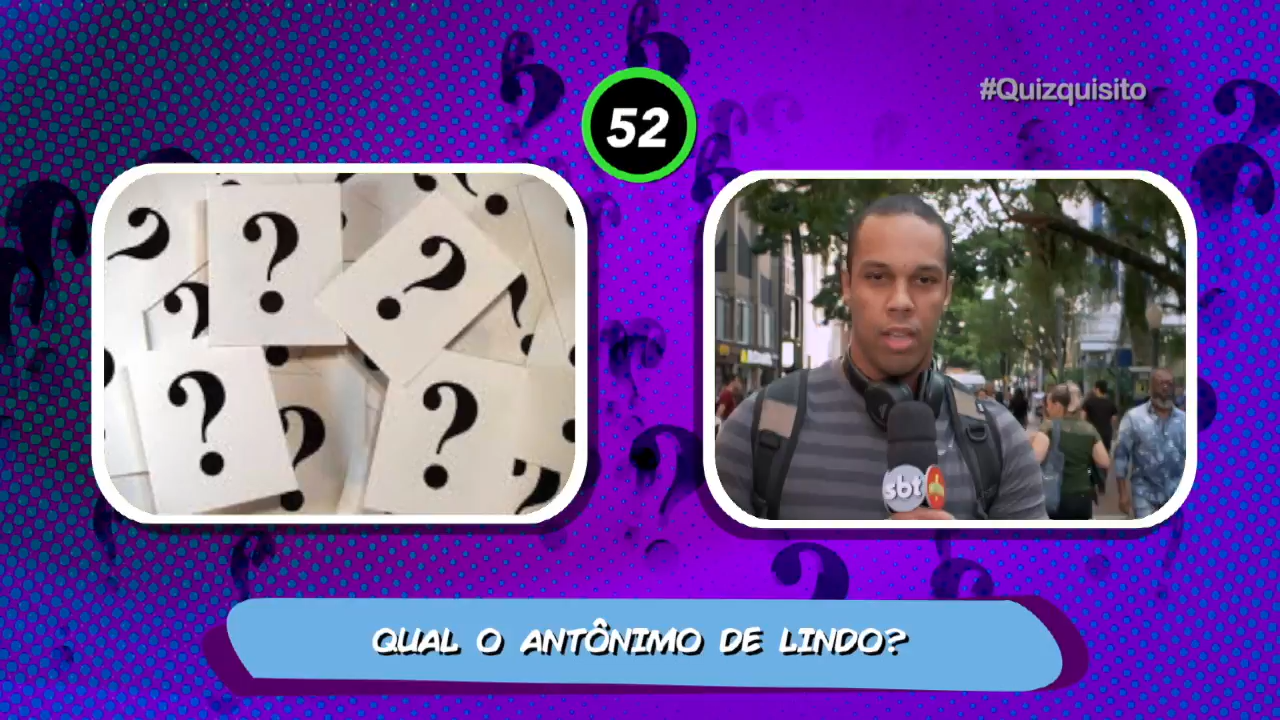 #Quizquisito
52
? ? ? ? ?
sbt
QUAL O ANTÔNIMO DE LINDO?